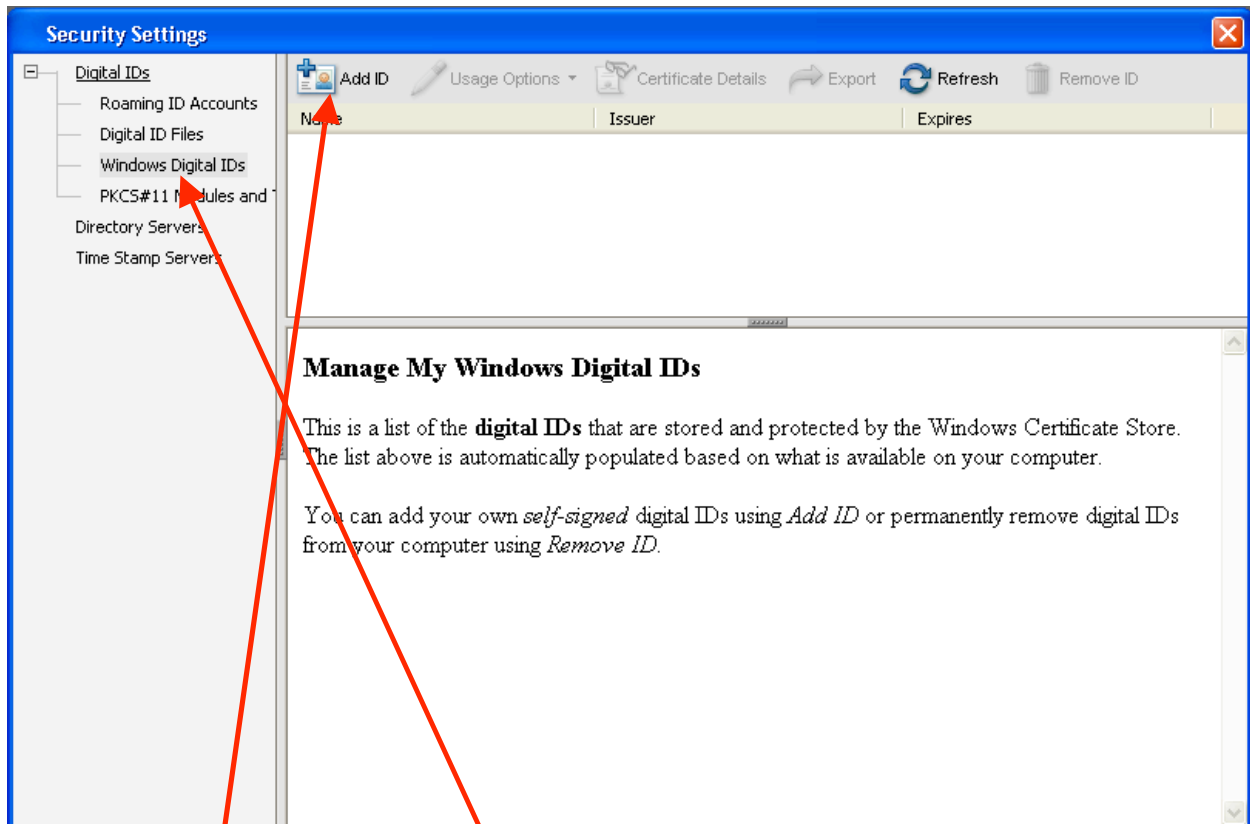 Security Settings
Digital IDs
Roaming ID Accounts
Digital ID Files
Windows Digital IDs
PKCS#11 Modules and T
Directory Servers
Time Stamp Servers
Add ID Usage Options Certificate Details Export Refresh Remove ID
Name Issuer Expires
Manage My Windows Digital IDs
This is a list of the digital IDs that are stored and protected by the Windows Certificate Store.
The list above is automatically populated based on what is available on your computer.
You can add your own self-signed digital IDs using Add ID or permanently remove digital IDs
from your computer using Remove ID.